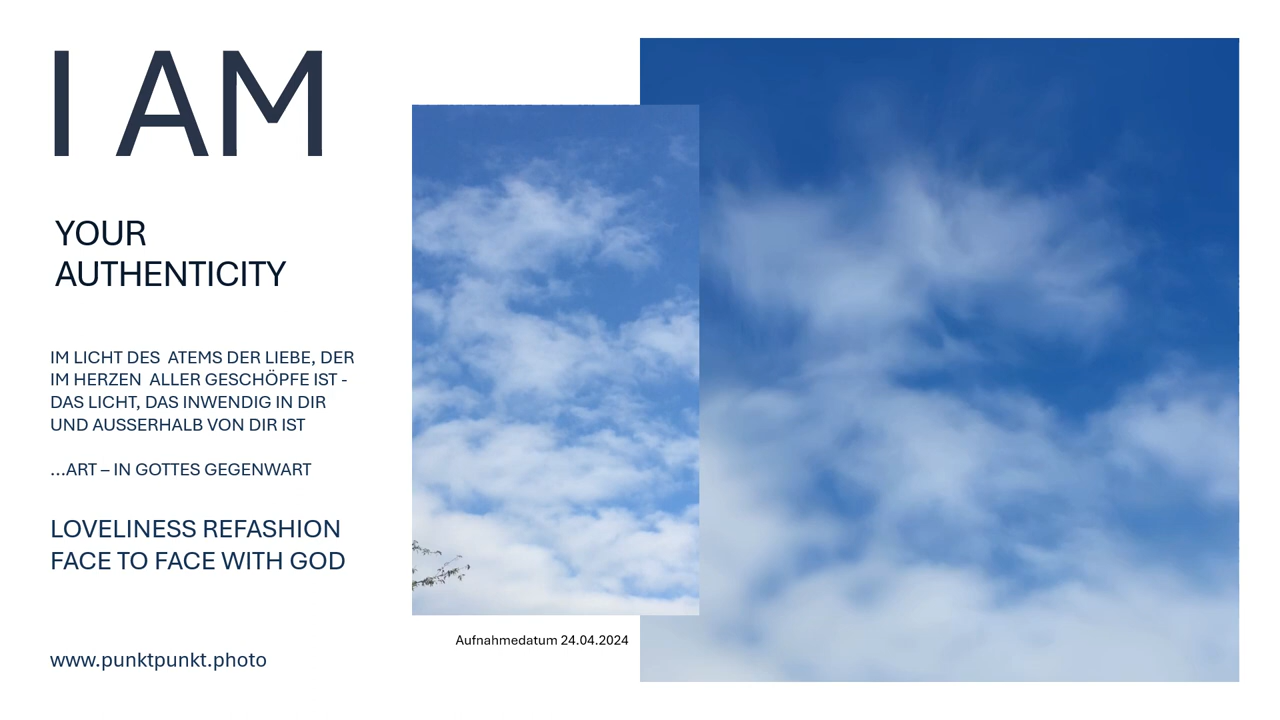 I AM
YOUR
AUTHENTICITY
IM LICHT DES  ATEMS DER LIEBE, DER
IM HERZEN  ALLER GESCHÖPFE IST -
DAS LICHT, DAS INWENDIG IN DIR
UND AUSSERHALB VON DIR IST
...ART – IN GOTTES GEGENWART
LOVELINESS REFASHION
FACE TO FACE WITH GOD
Aufnahmedatum 24.04.2024
www.punktpunkt.photo